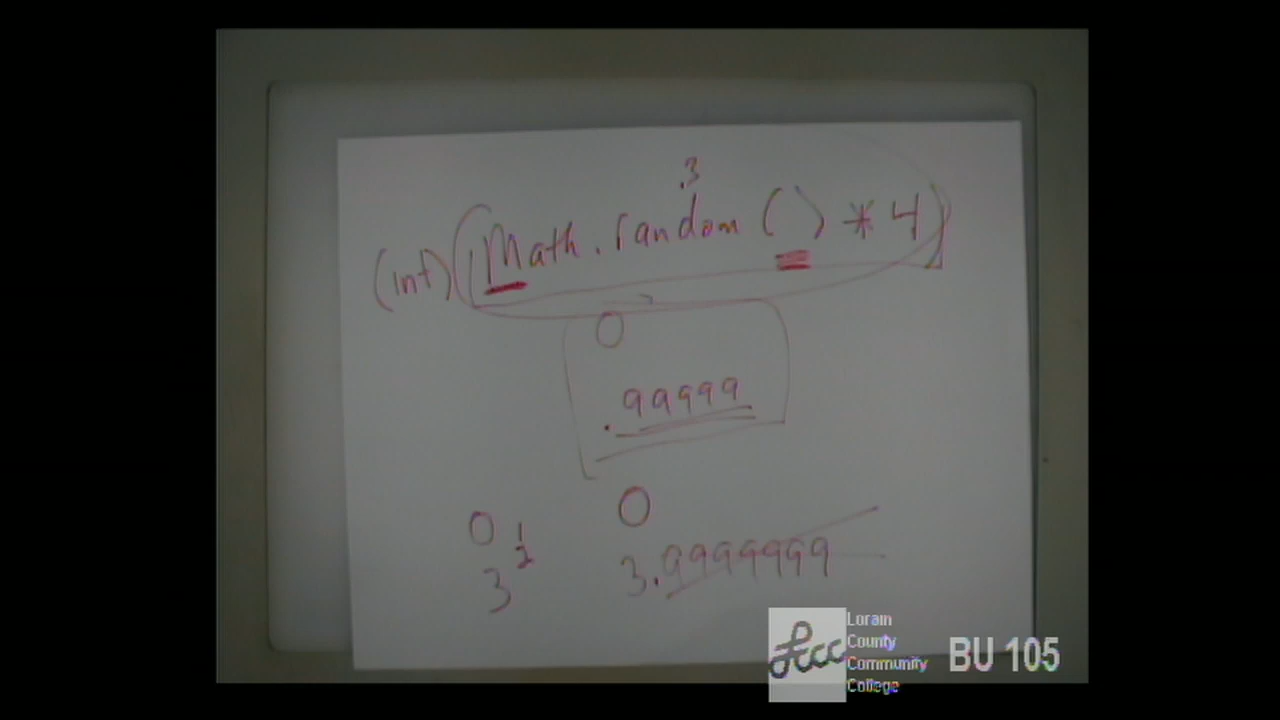 .3
(int)(Math.random()*4)
0
.99999
0 1 2 3
0
3.9999999
Lorain
County
Community
College
lccc
BU 105